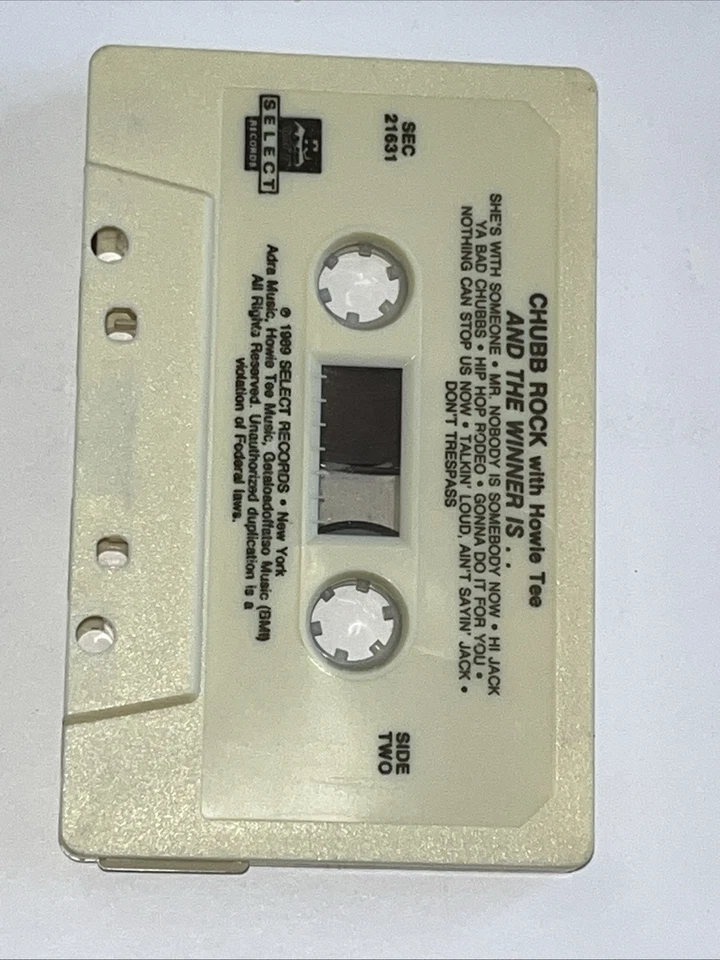 CHUBB ROCK with Howie Tee
AND THE WINNER IS . .
SHE'S WITH SOMEONE • MR. NOBODY IS SOMEBODY NOW • HI JACK
YA BAD CHUBBS • HIP HOP RODEO • GONNA DO IT FOR YOU •
NOTHING CAN STOP US NOW • TALKIN' LOUD, AIN'T SAYIN' JACK •
DON'T TRESPASS
SEC
21631
SIDE
TWO
SELECT
RECORDS
℗ 1989 SELECT RECORDS • New York
Adra Music, Howie Tee Music, Getaloadoffatso Music (BMI)
All Rights Reserved. Unauthorized duplication is a
violation of Federal laws.